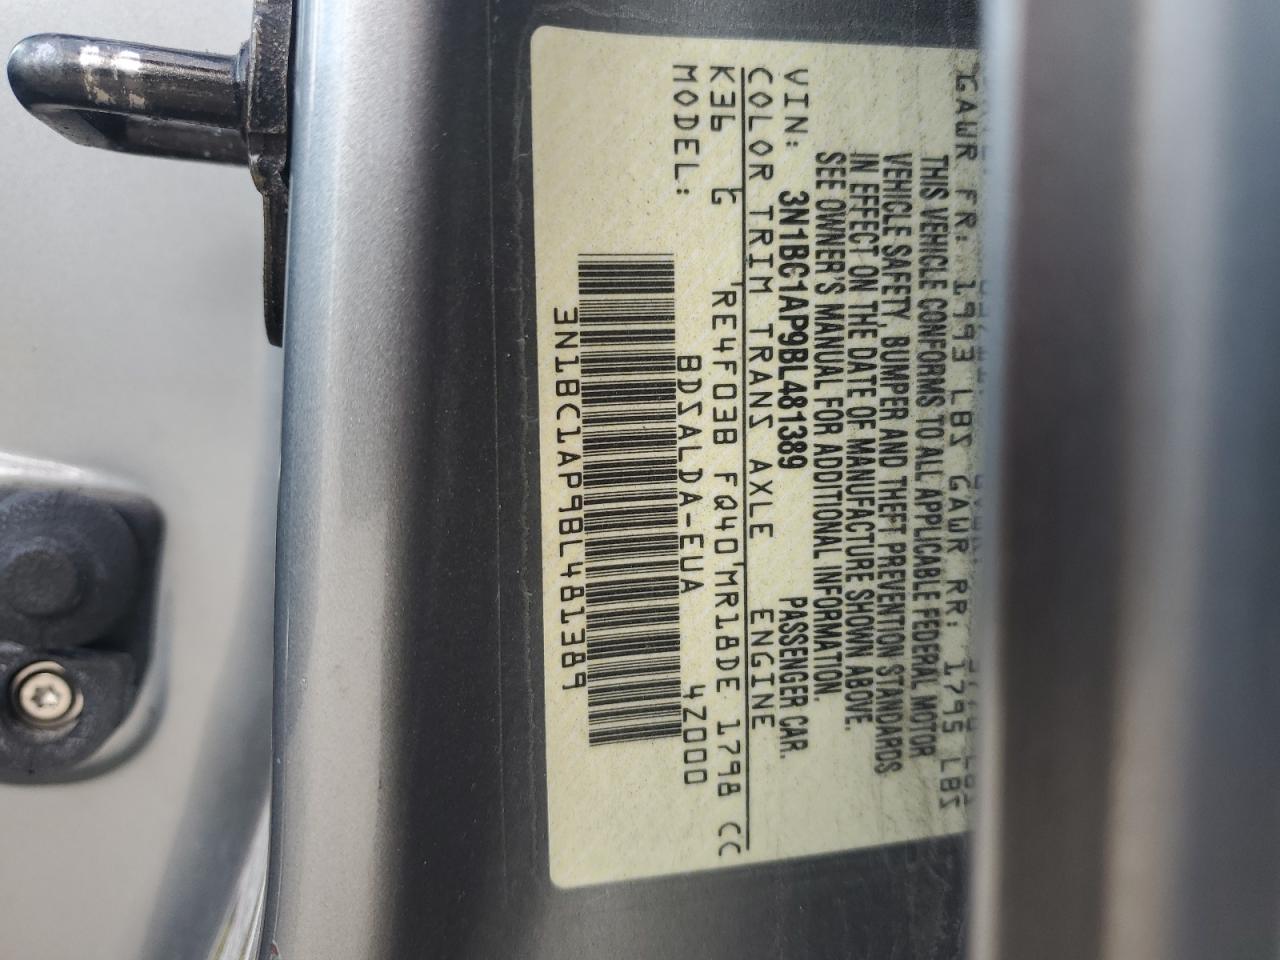 GAWR FR: 1993 LBS GAWR RR: 1795 LBS
THIS VEHICLE CONFORMS TO ALL APPLICABLE FEDERAL MOTOR
VEHICLE SAFETY, BUMPER AND THEFT PREVENTION STANDARDS
IN EFFECT ON THE DATE OF MANUFACTURE SHOWN ABOVE.
SEE OWNER'S MANUAL FOR ADDITIONAL INFORMATION.
VIN: 3N1BC1AP9BL481389 PASSENGER CAR.
COLOR TRIM TRANS AXLE ENGINE
K36 G RE4F03B FQ40 MR18DE 1798 CC
MODEL: BDSALDA-EUA 4Z000
3N1BC1AP9BL481389